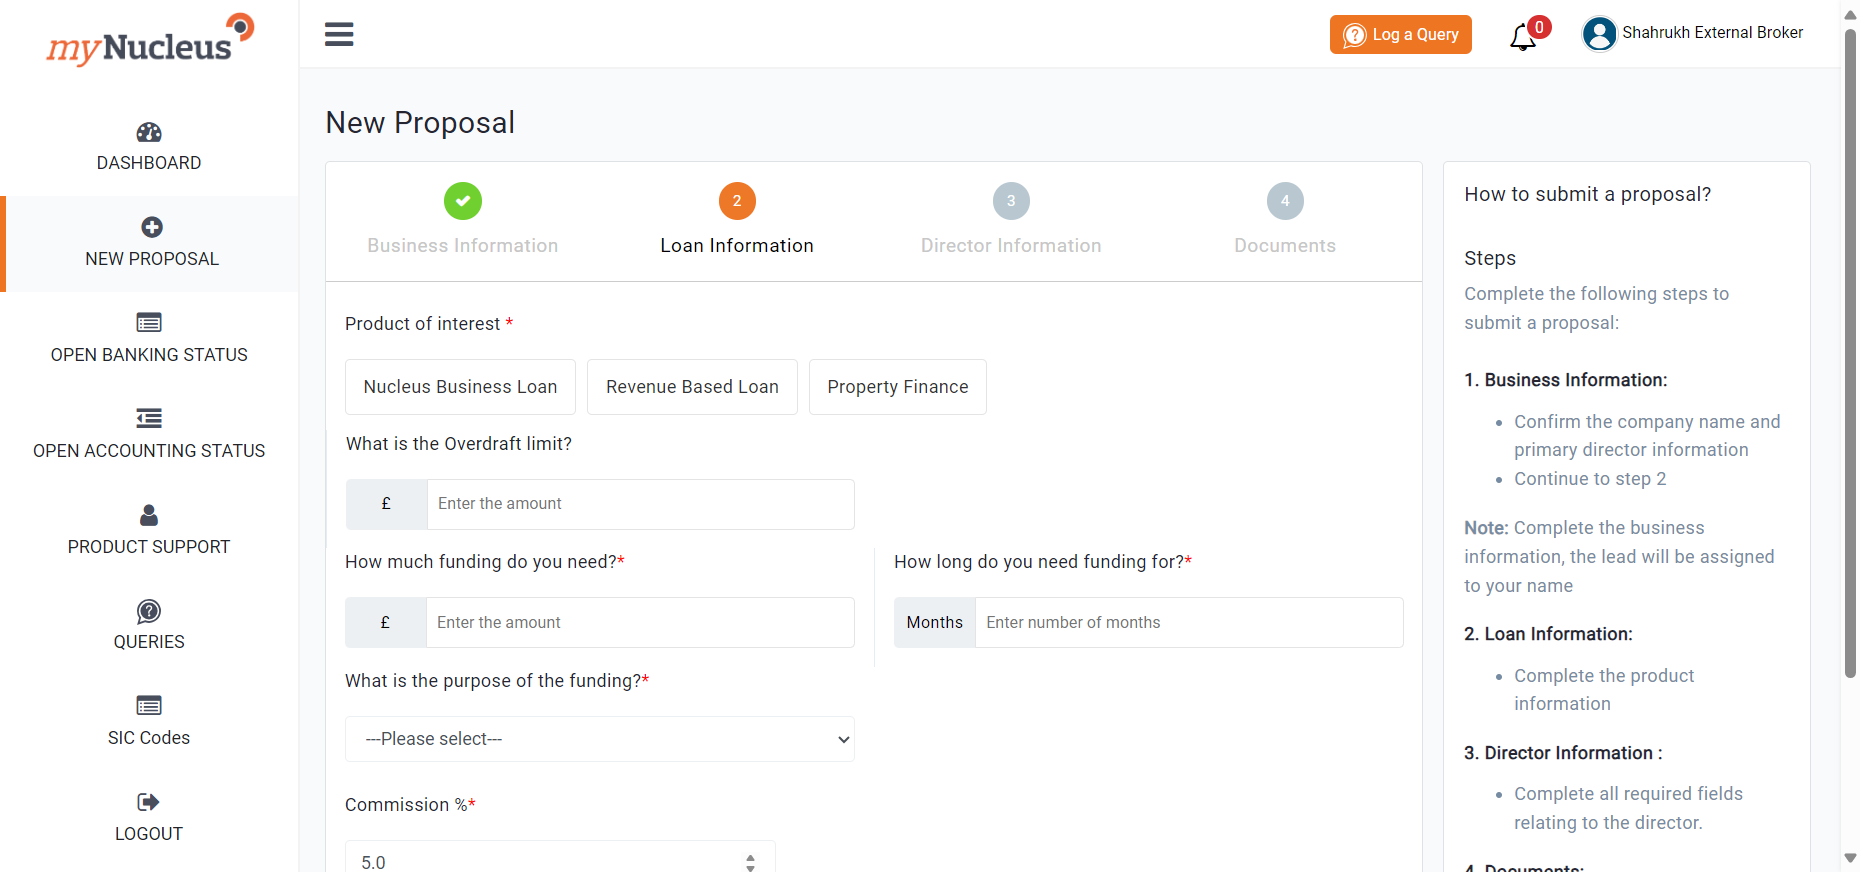 myNucleus
Log a Query
0
Shahrukh External Broker
DASHBOARD
NEW PROPOSAL
OPEN BANKING STATUS
OPEN ACCOUNTING STATUS
PRODUCT SUPPORT
QUERIES
SIC Codes
LOGOUT
New Proposal
2
3
4
Business Information
Loan Information
Director Information
Documents
Product of interest *
Nucleus Business Loan
Revenue Based Loan
Property Finance
What is the Overdraft limit?
£
Enter the amount
How much funding do you need?*
£
Enter the amount
How long do you need funding for?*
Months
Enter number of months
What is the purpose of the funding?*
---Please select---
Commission %*
5.0
How to submit a proposal?
Steps
Complete the following steps to
submit a proposal:
1. Business Information:
• Confirm the company name and
primary director information
• Continue to step 2
Note: Complete the business
information, the lead will be assigned
to your name
2. Loan Information:
• Complete the product
information
3. Director Information :
• Complete all required fields
relating to the director.
4. Documents: